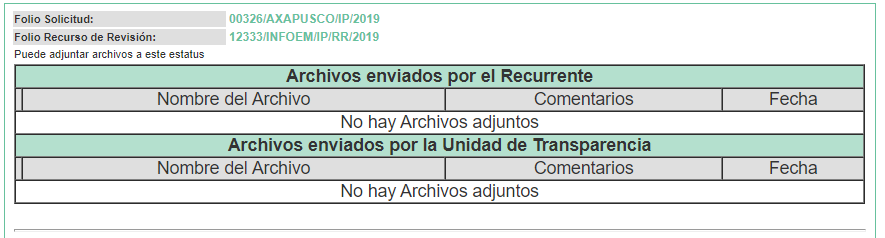 Folio Solicitud: 00326/AXAPUSCO/IP/2019
Folio Recurso de Revisión: 12333/INFOEM/IP/RR/2019
Puede adjuntar archivos a este estatus
Archivos enviados por el Recurrente
Nombre del Archivo Comentarios Fecha
No hay Archivos adjuntos
Archivos enviados por la Unidad de Transparencia
Nombre del Archivo Comentarios Fecha
No hay Archivos adjuntos